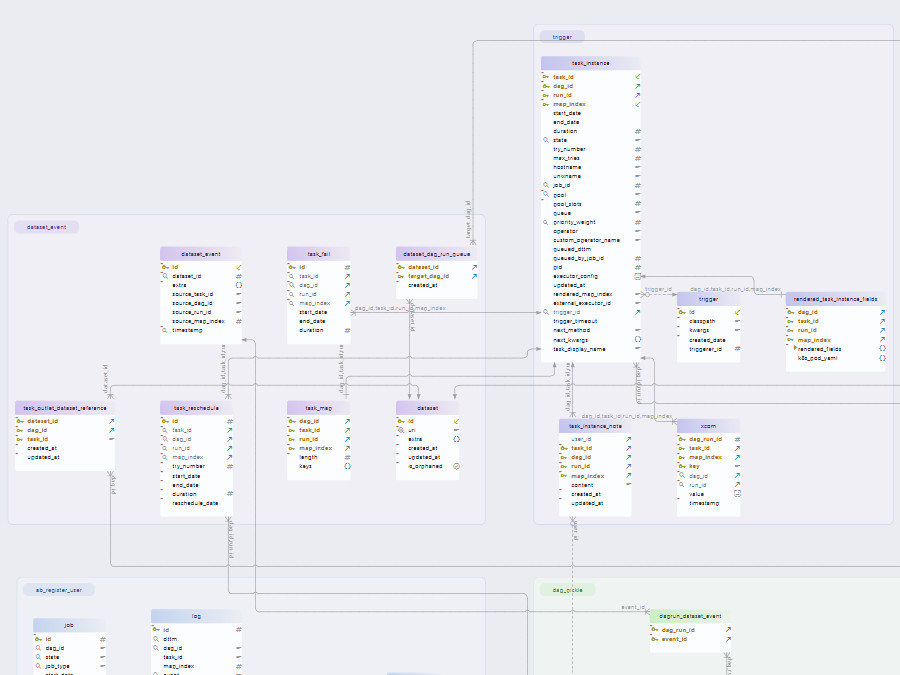 trigger
task_instance
task_id
dag_id
run_id
map_index
start_date
end_date
duration
state
try_number
max_tries
hostname
unixname
job_id
pool
pool_slots
queue
priority_weight
operator
custom_operator_name
queued_dttm
queued_by_job_id
pid
executor_config
updated_at
rendered_map_index
external_executor_id
trigger_id
trigger_timeout
next_method
next_kwargs
task_display_name
trigger_id
dag_id,task_id,run_id,map_index
trigger
id
classpath
kwargs
created_date
triggerer_id
rendered_task_instance_fields
dag_id
task_id
run_id
map_index
rendered_fields
k8s_pod_yaml
dag_id,task_id,run_id,map_index
task_instance_note
user_id
task_id
dag_id
run_id
map_index
content
created_at
updated_at
xcom
dag_run_id
task_id
map_index
key
dag_id
run_id
value
timestamp
dataset_event
target_dag_id
dataset_event
id
dataset_id
extra
source_task_id
source_dag_id
source_run_id
source_map_index
timestamp
task_fail
id
task_id
dag_id
run_id
map_index
start_date
end_date
duration
dag_id,task_id,run_id,map_index
dataset_dag_run_queue
dataset_id
target_dag_id
created_at
dataset_id
dataset_id
task_outlet_dataset_reference
dataset_id
dag_id
task_id
created_at
updated_at
dag_id
task_reschedule
id
task_id
dag_id
run_id
map_index
try_number
start_date
end_date
duration
reschedule_date
task_map
dag_id
task_id
run_id
map_index
length
keys
dataset
id
uri
extra
created_at
updated_at
is_orphaned
user_id
ab_register_user
job
id
dag_id
state
job_type
log
id
dttm
dag_id
task_id
map_index
event
dag_pickle
event_id
dagrun_dataset_event
dag_run_id
event_id